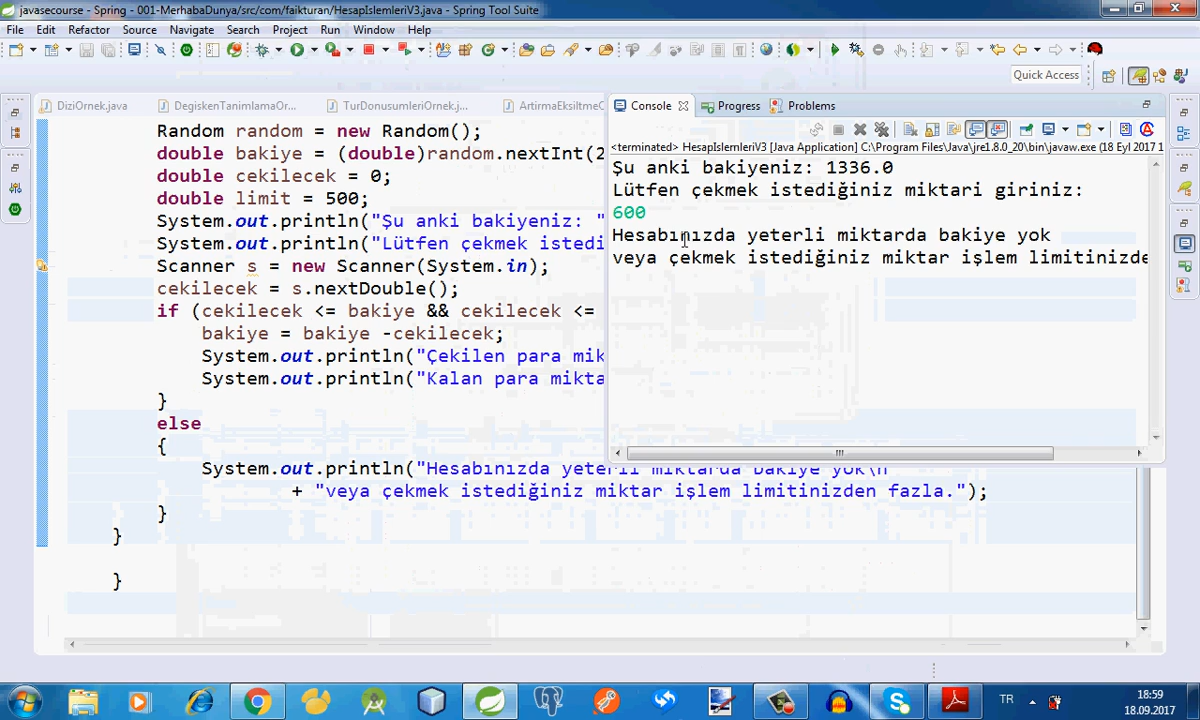 javasecourse - Spring - 001-MerhabaDunya/src/com/faikturan/HesapIslemleriV3.java - Spring Tool Suite
File Edit Refactor Source Navigate Search Project Run Window Help
Quick Access
DiziOrnek.java DegiskenTanimlamaOr... TurDonusumleriOrnek.j... ArtirmaEksiltmeC
Console Progress Problems
<terminated> HesapIslemleriV3 [Java Application] C:\Program Files\Java\jre1.8.0_20\bin\javaw.exe (18 Eyl 2017 1
Şu anki bakiyeniz: 1336.0
Lütfen çekmek istediğiniz miktari giriniz:
600
Hesabınızda yeterli miktarda bakiye yok
veya çekmek istediğiniz miktar işlem limitinizde
Random random = new Random();
double bakiye = (double)random.nextInt(2
double cekilecek = 0;
double limit = 500;
System.out.println("Şu anki bakiyeniz: "
System.out.println("Lütfen çekmek istedi
Scanner s = new Scanner(System.in);
cekilecek = s.nextDouble();
if (cekilecek <= bakiye && cekilecek <=
bakiye = bakiye -cekilecek;
System.out.println("Çekilen para mik
System.out.println("Kalan para mikta
}
else
{
System.out.println("Hesabınızda yeterli miktarda bakiye yok\n
+ "veya çekmek istediğiniz miktar işlem limitinizden fazla.");
}
}
}
TR
18:59
18.09.2017